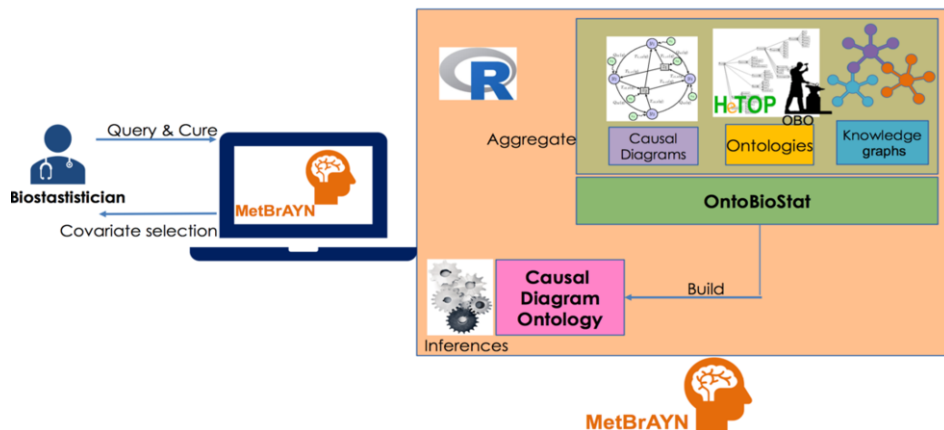 Query & Cure
Biostastistician
Covariate selection
MetBrAYN
R
Aggregate
HeTOP
OBO
Causal
Diagrams
Ontologies
Knowledge
graphs
OntoBioStat
Build
Causal
Diagram
Ontology
Inferences
MetBrAYN